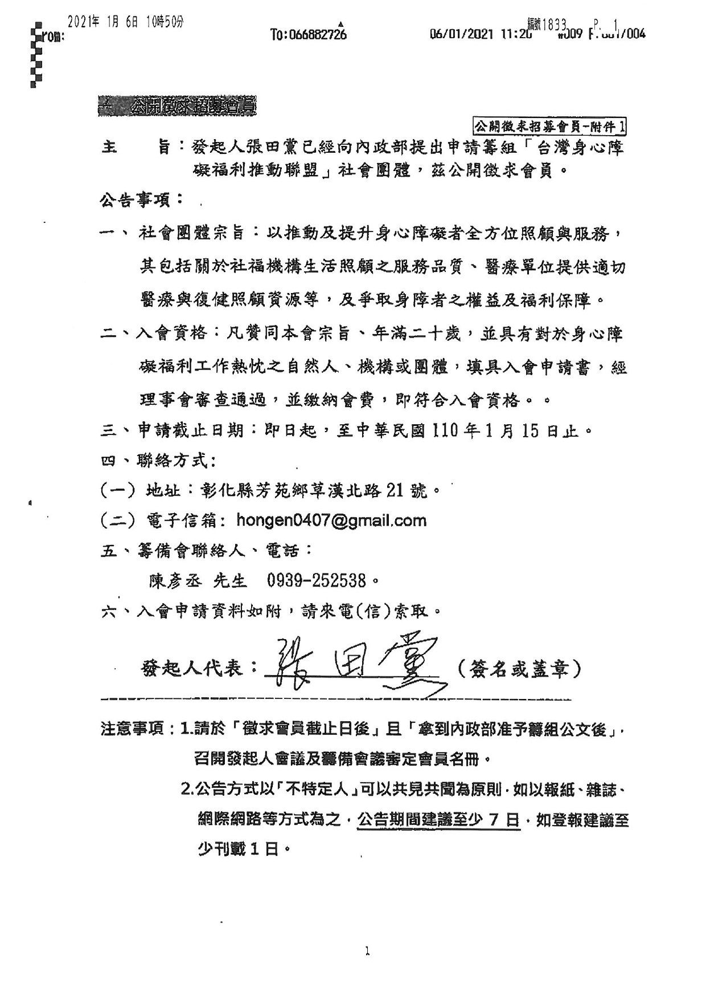 2021年 1月 6日 10時50分
編號1833 P. 1
rom:
To:066882726
06/01/2021 11:20 #009 P.001/004
公開徵求招募會員
公開徵求招募會員-附件1
主 旨：發起人張田黨已經向內政部提出申請籌組「台灣身心障
礙福利推動聯盟」社會團體，茲公開徵求會員。
公告事項：
一、社會團體宗旨：以推動及提升身心障礙者全方位照顧與服務，
其包括關於社福機構生活照顧之服務品質、醫療單位提供適切
醫療與復健照顧資源等，及爭取身障者之權益及福利保障。
二、入會資格：凡贊同本會宗旨、年滿二十歲，並具有對於身心障
礙福利工作熱忱之自然人、機構或團體，填具入會申請書，經
理事會審查通過，並繳納會費，即符合入會資格。。
三、申請截止日期：即日起，至中華民國110年1月15日止。
四、聯絡方式:
(一) 地址：彰化縣芳苑鄉草漢北路21號。
(二) 電子信箱: hongen0407@gmail.com
五、籌備會聯絡人、電話：
陳彥丞 先生 0939-252538。
六、入會申請資料如附，請來電(信)索取。
發起人代表：張田黨（簽名或蓋章）
注意事項：1.請於「徵求會員截止日後」且「拿到內政部准予籌組公文後」，
召開發起人會議及籌備會議審定會員名冊。
2.公告方式以「不特定人」可以共見共聞為原則，如以報紙、雜誌、
網際網路等方式為之，公告期間建議至少 7 日，如登報建議至
少刊載 1 日。
1